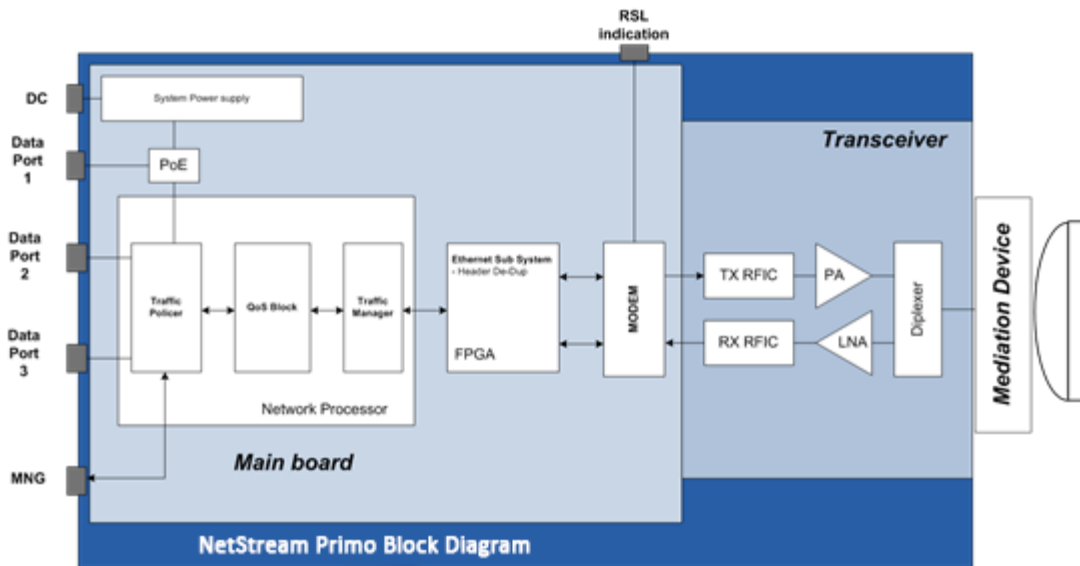 RSL
indication
DC
System Power supply
Data
Port
1
PoE
Transceiver
Data
Port
2
Traffic
Policer
QoS Block
Traffic
Manager
Ethernet Sub System
- Header De-Dup
FPGA
MODEM
TX RFIC
PA
RX RFIC
LNA
Diplexer
Mediation Device
Data
Port
3
Network Processor
Main board
MNG
NetStream Primo Block Diagram